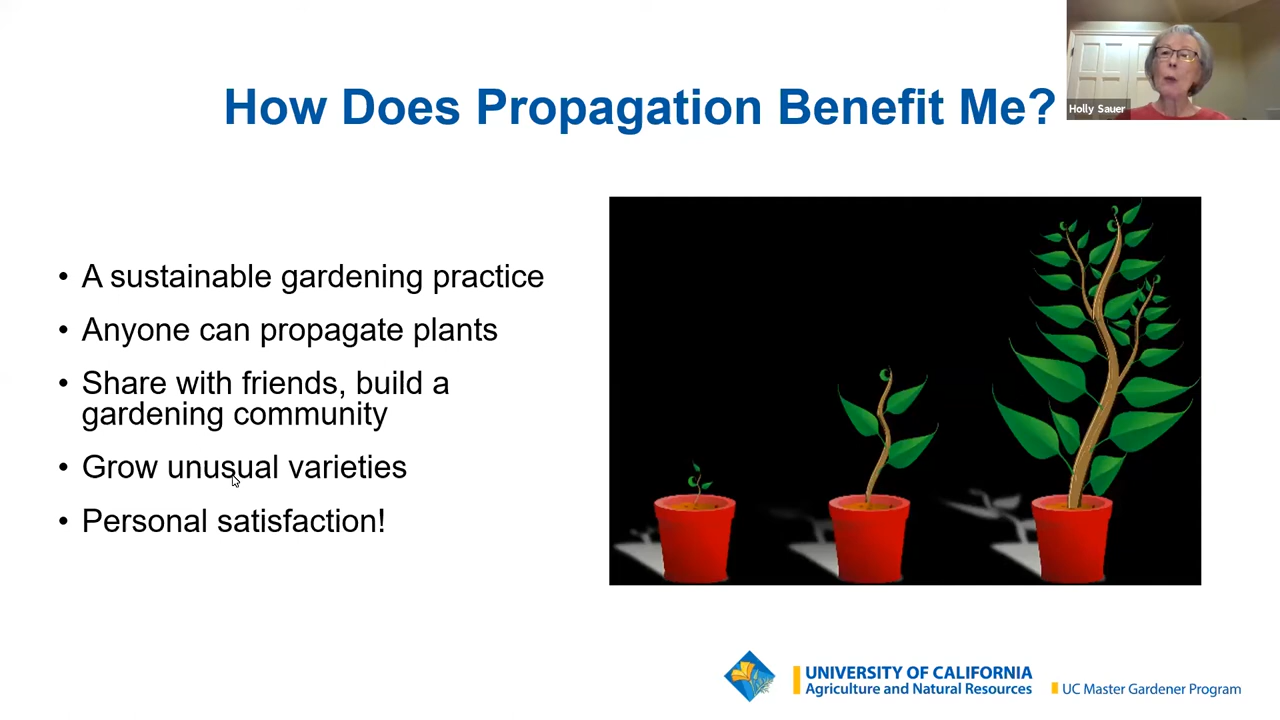 How Does Propagation Benefit Me?
Holly Sauer
• A sustainable gardening practice
• Anyone can propagate plants
• Share with friends, build a
gardening community
• Grow unusual varieties
• Personal satisfaction!
UNIVERSITY OF CALIFORNIA
Agriculture and Natural Resources
UC Master Gardener Program